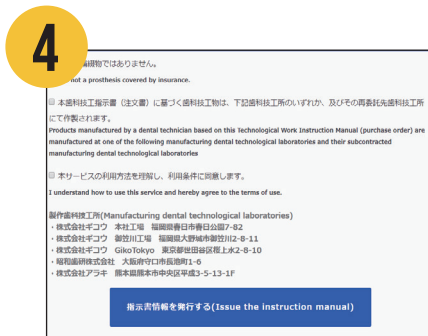 4
綴物ではありません。
not a prosthesis covered by insurance.
本歯科技工指示書（注文書）に基づく歯科技工物は、下記歯科技工所のいずれか、及びその再委託先歯科技工所
にて作製されます。
Products manufactured by a dental technician based on this Technological Work Instruction Manual (purchase order) are
manufactured at one of the following manufacturing dental technological laboratories and their subcontracted
manufacturing dental technological laboratories
本サービスの利用方法を理解し、利用条件に同意します。
I understand how to use this service and hereby agree to the terms of use.
製作歯科技工所(Manufacturing dental technological laboratories)
・株式会社ギコウ 本社工場 福岡県春日市春日公園7-82
・株式会社ギコウ 御笠川工場 福岡県大野城市御笠川2-8-11
・株式会社ギコウ GikoTokyo 東京都世田谷区桜上水2-8-10
・昭和歯研株式会社 大阪府守口市長池町1-6
・株式会社アラキ 熊本県熊本市中央区平成3-5-13-1F
指示書情報を発行する(Issue the instruction manual)